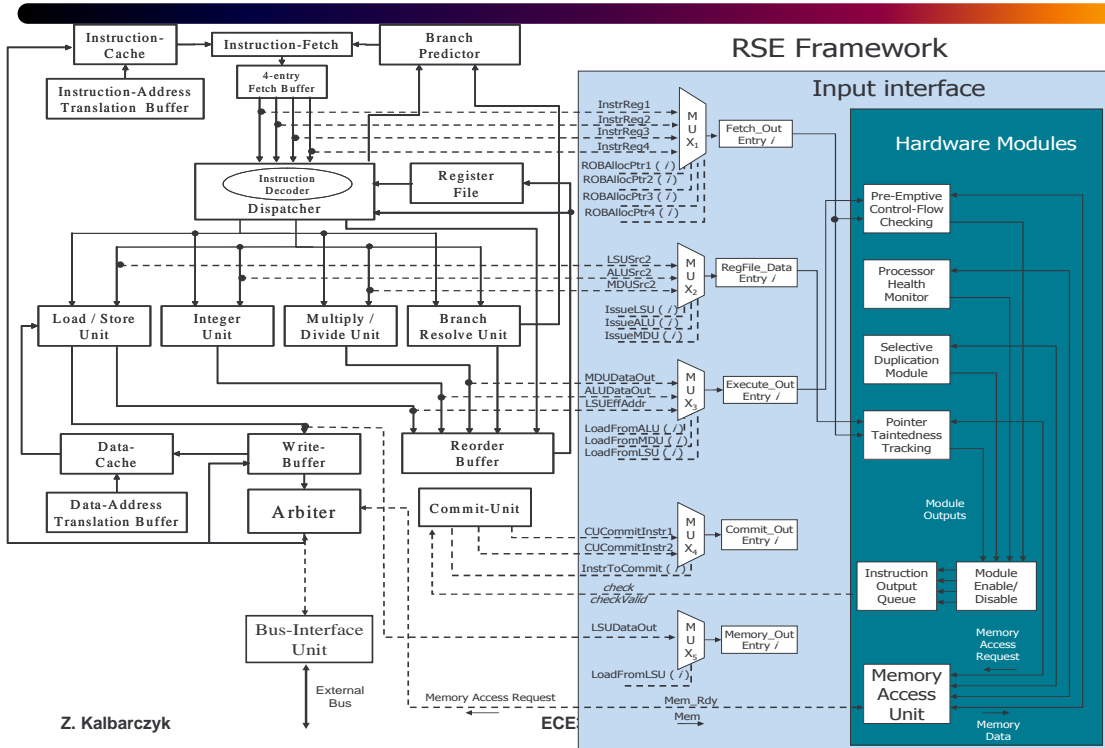 RSE Framework
Instruction-
Cache
Instruction-Fetch
Branch
Predictor
4-entry
Fetch Buffer
Instruction-Address
Translation Buffer
Instruction
Decoder
Dispatcher
Register
File
Load / Store
Unit
Integer
Unit
Multiply /
Divide Unit
Branch
Resolve Unit
Data-
Cache
Write-
Buffer
Reorder
Buffer
Data-Address
Translation Buffer
Arbiter
Commit-Unit
Bus-Interface
Unit
External
Bus
Z. Kalbarczyk
ECE
Input interface
InstrReg1
InstrReg2
InstrReg3
InstrReg4
ROBAllocPtr1 ( i )
ROBAllocPtr2 ( i )
ROBAllocPtr3 ( i )
ROBAllocPtr4 ( i )
M
U
X1
Fetch_Out
Entry i
LSUSrc2
ALUSrc2
MDUSrc2
IssueLSU ( i )
IssueALU ( i )
IssueMDU ( i )
M
U
X2
RegFile_Data
Entry i
MDUDataOut
ALUDataOut
LSUEffAddr
LoadFromALU ( i )
LoadFromMDU ( i )
LoadFromLSU ( i )
M
U
X3
Execute_Out
Entry i
CUCommitInstr1
CUCommitInstr2
InstrToCommit ( i )
M
U
X4
Commit_Out
Entry i
check
checkValid
LSUDataOut
LoadFromLSU ( i )
M
U
X5
Memory_Out
Entry i
Memory Access Request
Mem_Rdy
Mem
Hardware Modules
Pre-Emptive
Control-Flow
Checking
Processor
Health
Monitor
Selective
Duplication
Module
Pointer
Taintedness
Tracking
Module
Outputs
Instruction
Output
Queue
Module
Enable/
Disable
Memory
Access
Request
Memory
Access
Unit
Memory
Data